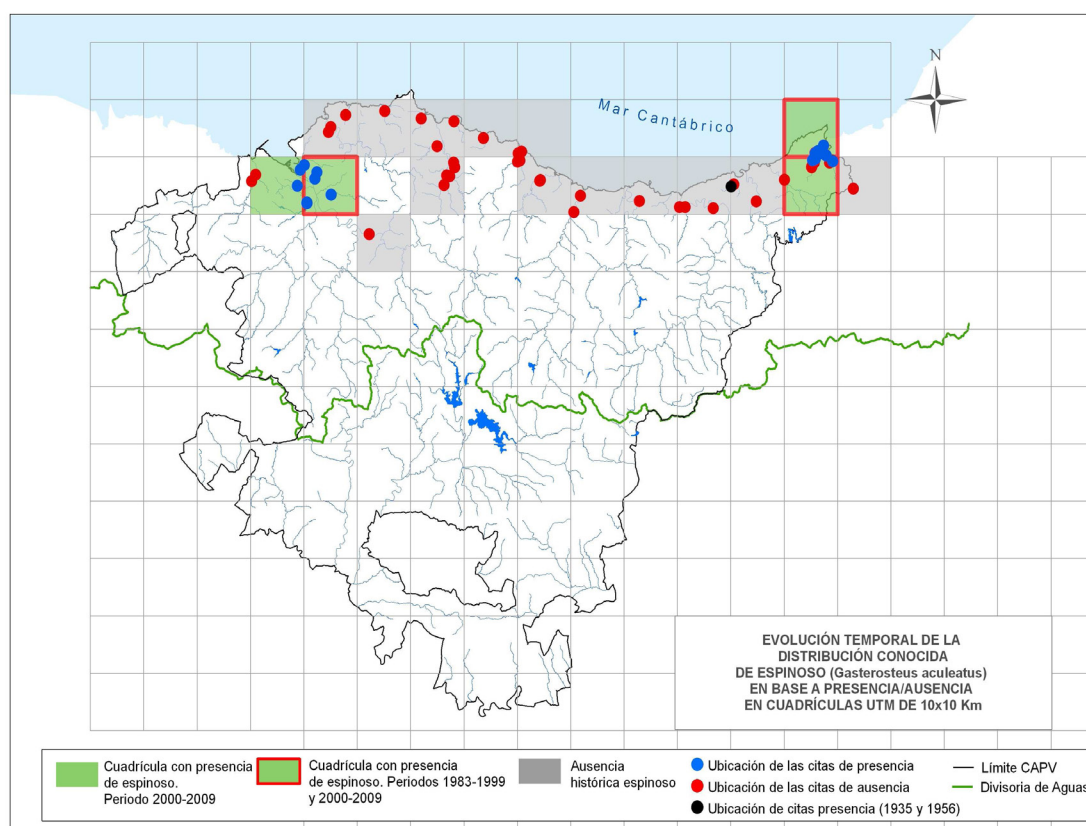 N
Mar Cantábrico
EVOLUCIÓN TEMPORAL DE LA
DISTRIBUCIÓN CONOCIDA
DE ESPINOSO (Gasterosteus aculeatus)
EN BASE A PRESENCIA/AUSENCIA
EN CUADRÍCULAS UTM DE 10x10 Km
Cuadrícula con presencia
de espinoso.
Periodo 2000-2009
Cuadrícula con presencia
de espinoso. Periodos 1983-1999
y 2000-2009
Ausencia
histórica espinoso
Ubicación de las citas de presencia
Ubicación de las citas de ausencia
Ubicación de citas presencia (1935 y 1956)
Límite CAPV
Divisoria de Aguas